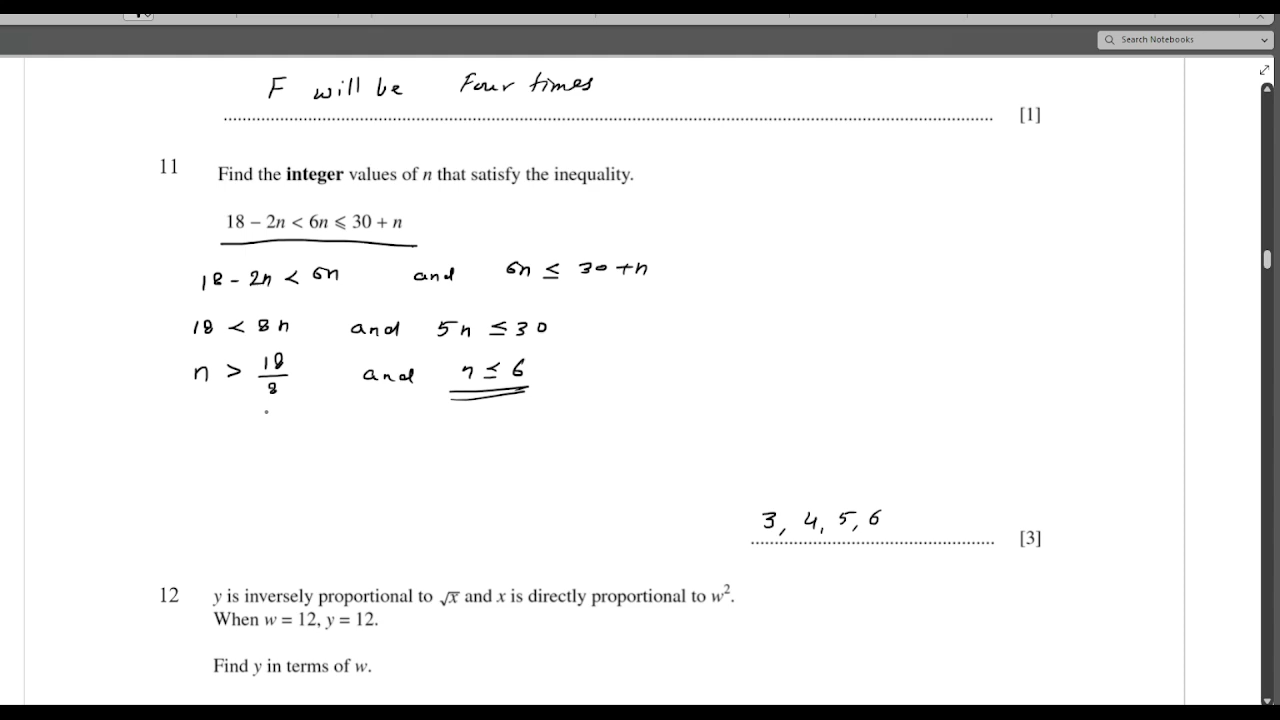 Search Notebooks
F will be Four times
[1]
11 Find the integer values of n that satisfy the inequality.
18 – 2n < 6n ⩽ 30 + n
18 - 2n < 6n and 6n ≤ 30 + n
18 < 8n and 5n ≤ 30
n > 18/8 and n ≤ 6
3, 4, 5, 6
[3]
12 y is inversely proportional to √x and x is directly proportional to w².
When w = 12, y = 12.
Find y in terms of w.